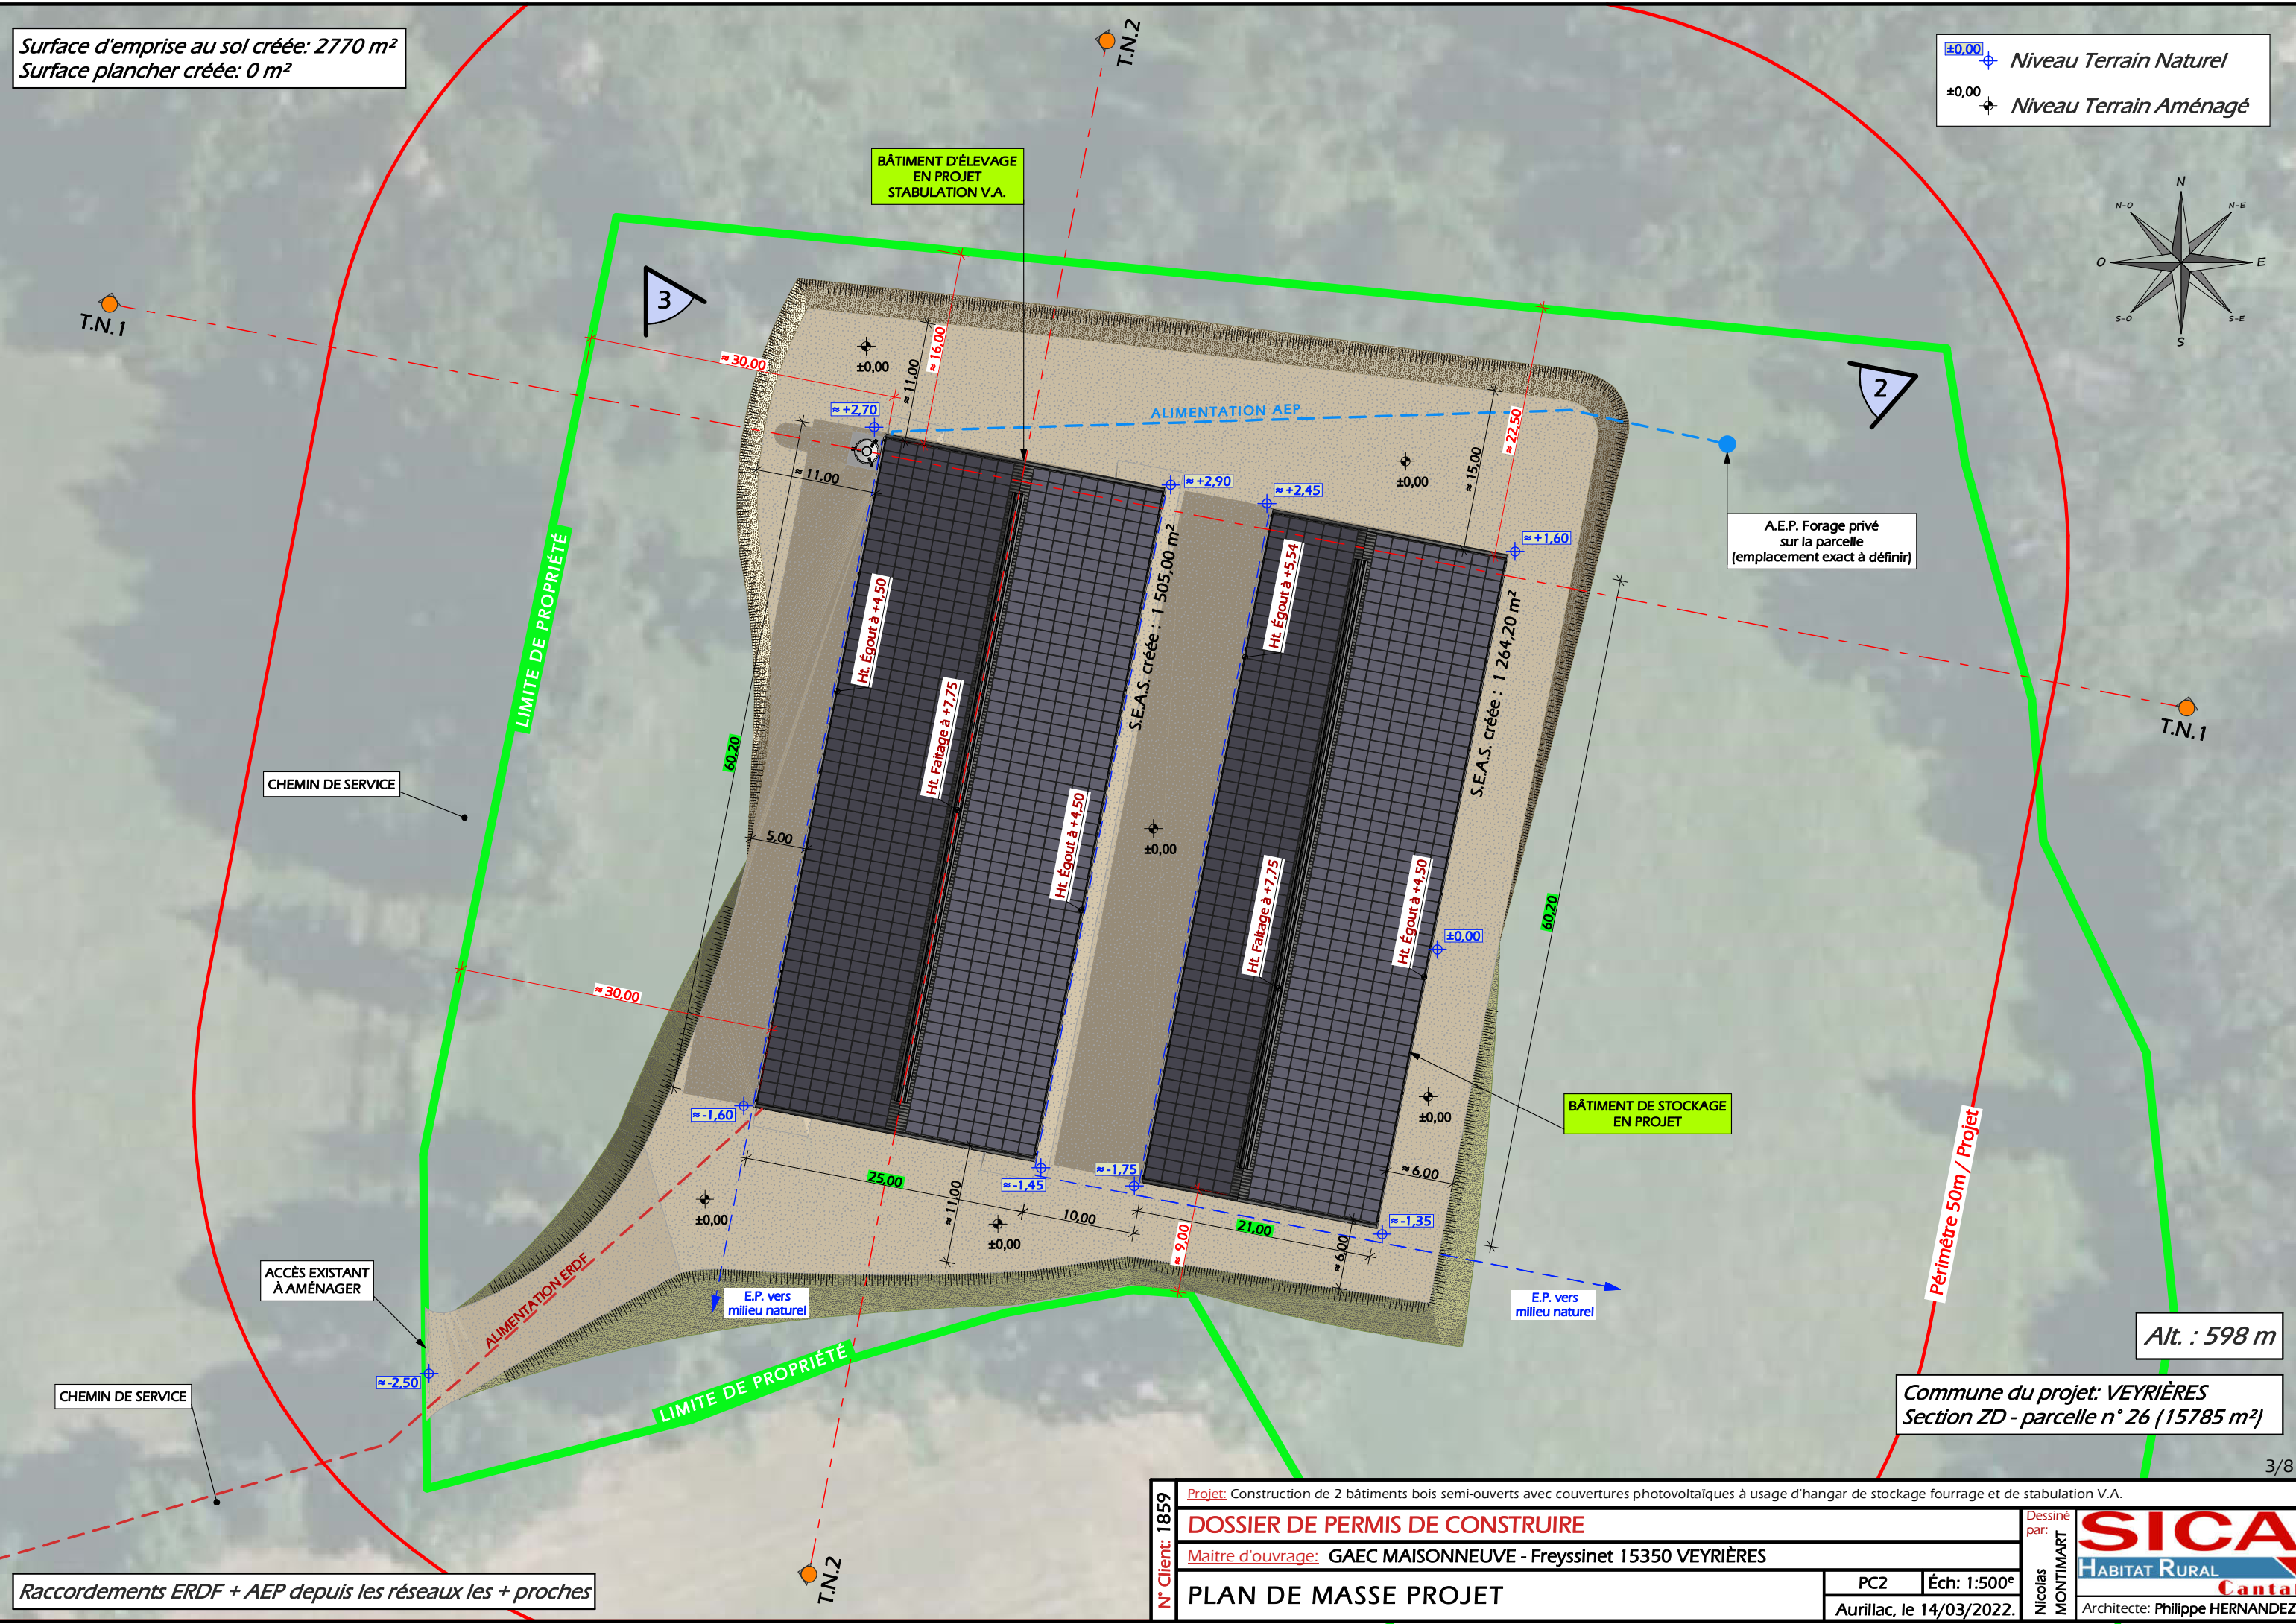 Surface d'emprise au sol créée: 2770 m²
Surface plancher créée: 0 m²
T.N.2
±0,00
Niveau Terrain Naturel
±0,00
Niveau Terrain Aménagé
BÂTIMENT D'ÉLEVAGE
EN PROJET
STABULATION V.A.
N
N-O
N-E
O
E
S-O
S-E
S
3
T.N.1
≈ 30,00
±0,00
≈ 11,00
≈ 16,00
2
≈ +2,70
ALIMENTATION AEP
≈ 22,50
≈ 11,00
≈ +2,90
≈ +2,45
±0,00
≈ 15,00
A.E.P. Forage privé
sur la parcelle
(emplacement exact à définir)
≈ +1,60
LIMITE DE PROPRIÉTÉ
Ht. Égout à +4,50
S.E.A.S. créée : 1 505,00 m²
Ht. Égout à +5,54
S.E.A.S. créée : 1 264,20 m²
T.N.1
60,20
Ht. Faitage à +7,75
CHEMIN DE SERVICE
5,00
Ht. Égout à +4,50
±0,00
Ht. Faitage à +7,75
Ht. Égout à +4,50
60,20
±0,00
≈ 30,00
≈ -1,60
±0,00
BÂTIMENT DE STOCKAGE
EN PROJET
Périmêtre 50m / Projet
25,00
≈ -1,45
≈ -1,75
≈ 6,00
±0,00
≈ 11,00
10,00
±0,00
21,00
≈ -1,35
≈ 9,00
≈ 6,00
ACCÈS EXISTANT
À AMÉNAGER
ALIMENTATION ERDF
E.P. vers
milieu naturel
E.P. vers
milieu naturel
Alt. : 598 m
≈ -2,50
LIMITE DE PROPRIÉTÉ
CHEMIN DE SERVICE
Commune du projet: VEYRIÈRES
Section ZD - parcelle n° 26 (15785 m²)
3/8
T.N.2
Raccordements ERDF + AEP depuis les réseaux les + proches
N° Client: 1859
Projet: Construction de 2 bâtiments bois semi-ouverts avec couvertures photovoltaïques à usage d'hangar de stockage fourrage et de stabulation V.A.
DOSSIER DE PERMIS DE CONSTRUIRE
Maitre d'ouvrage: GAEC MAISONNEUVE - Freyssinet 15350 VEYRIÈRES
PLAN DE MASSE PROJET
PC2
Éch: 1:500e
Aurillac, le 14/03/2022.
Dessiné
par:
Nicolas
MONTIMART
SICA
HABITAT RURAL
Cantal
Architecte: Philippe HERNANDEZ